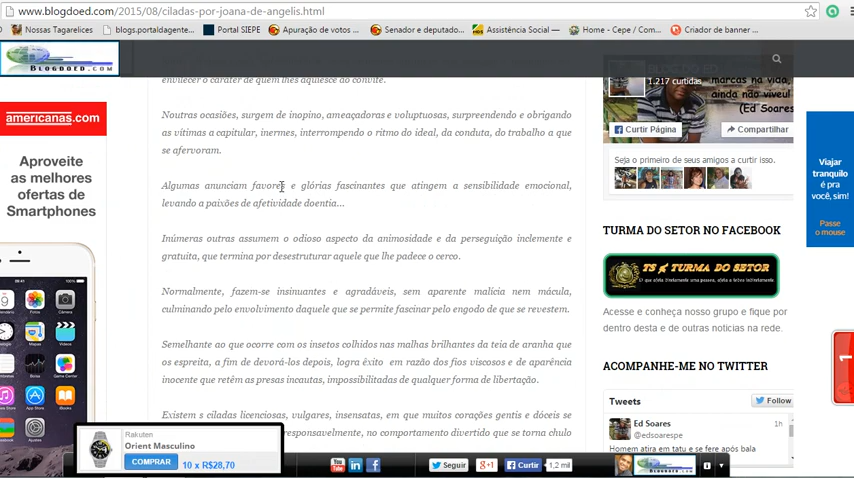 www.blogdoed.com/2015/08/ciladas-por-joana-de-angelis.html
Nossas Tagarelices
blogs.portaldagente...
Portal SIEPE
Apuração de votos ...
Senador e deputado...
Assistência Social —
Home - Cepe / Com...
Criador de banner ...
BLOGDOED.COM
envilecer o caráter de quem lhes aquiesce ao convite.
Noutras ocasiões, surgem de inopino, ameaçadoras e voluptuosas, surpreendendo e obrigando
as vítimas a capitular, inermes, interrompendo o ritmo do ideal, da conduta, do trabalho a que
se afervoram.
Algumas anunciam favores e glórias fascinantes que atingem a sensibilidade emocional,
levando a paixões de afetividade doentia...
Inúmeras outras assumem o odioso aspecto da animosidade e da perseguição inclemente e
gratuita, que termina por desestruturar aquele que lhe padece o cerco.
Normalmente, fazem-se insinuantes e agradáveis, sem aparente malícia nem mácula,
culminando pelo envolvimento daquele que se permite fascinar pelo engodo de que se revestem.
Semelhante ao que ocorre com os insetos colhidos nas malhas brilhantes da teia de aranha que
os espreita, a fim de devorá-los depois, logra êxito em razão dos fios viscosos e de aparência
inocente que retêm as presas incautas, impossibilitadas de qualquer forma de libertação.
Existem s ciladas licenciosas, vulgares, insensatas, em que muitos corações gentis e dóceis se
responsavelmente, no comportamento divertido que se torna chulo
americanas.com
Aproveite
as melhores
ofertas de
Smartphones
Rakuten
Orient Masculino
COMPRAR
10 x R$28,70
BLOG DO ED
1.217 curtidas
marcas na vida,
ainda não viveu!
(Ed Soares)
Curtir Página
Compartilhar
Seja o primeiro de seus amigos a curtir isso.
TURMA DO SETOR NO FACEBOOK
TS TURMA DO SETOR
Acesse e conheça nosso grupo e fique por
dentro desta e de outras noticias na rede.
ACOMPANHE-ME NO TWITTER
Tweets
Follow
Ed Soares
1h
@edsoarespe
Homem atira em tatu e se fere após bala
Viajar
tranquilo
é pra
você!
Passe
o mouse
1
You Tube
in
f
Seguir
g+1
Curtir
1,2 mil